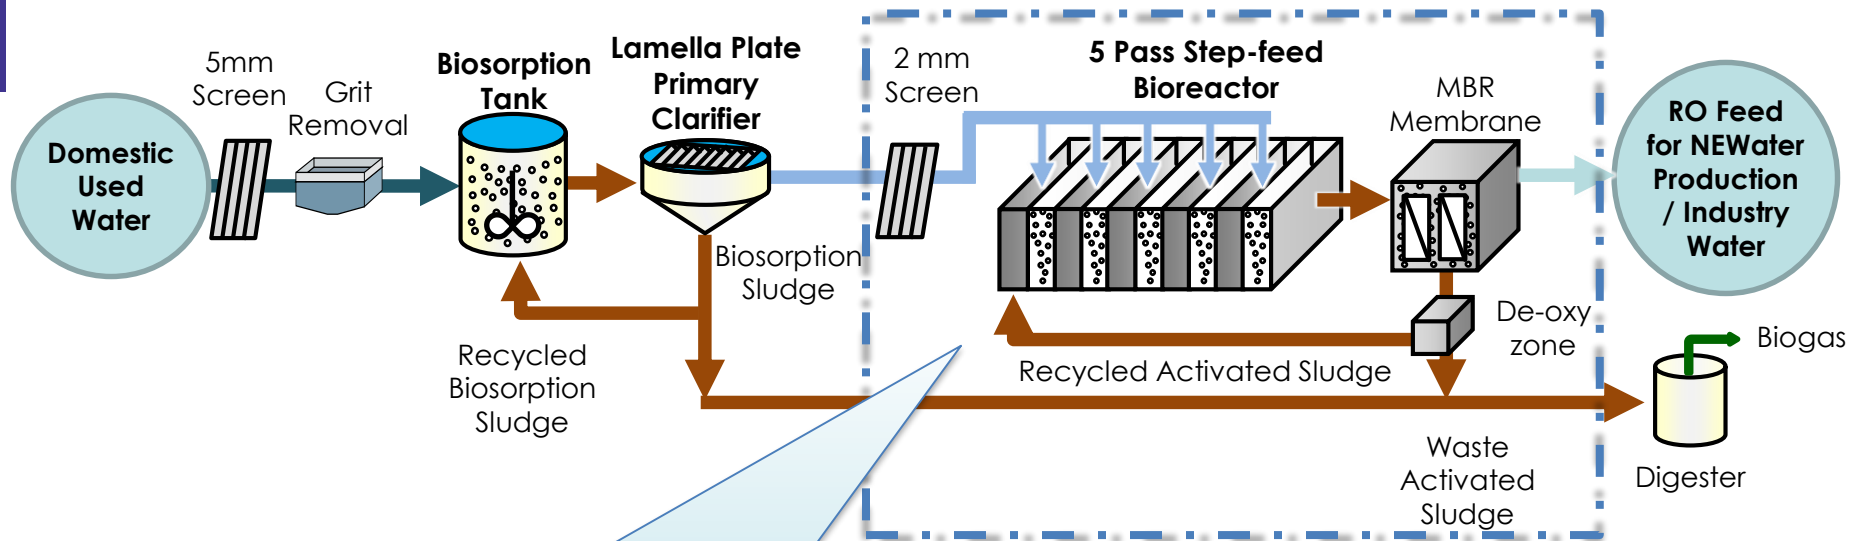 Domestic
Used
Water
5mm
Screen
Grit
Removal
Biosorption
Tank
Lamella Plate
Primary
Clarifier
Biosorption
Sludge
Recycled
Biosorption
Sludge
2 mm
Screen
5 Pass Step-feed
Bioreactor
MBR
Membrane
De-oxy
zone
Recycled Activated Sludge
Waste
Activated
Sludge
RO Feed
for NEWater
Production
/ Industry
Water
Biogas
Digester